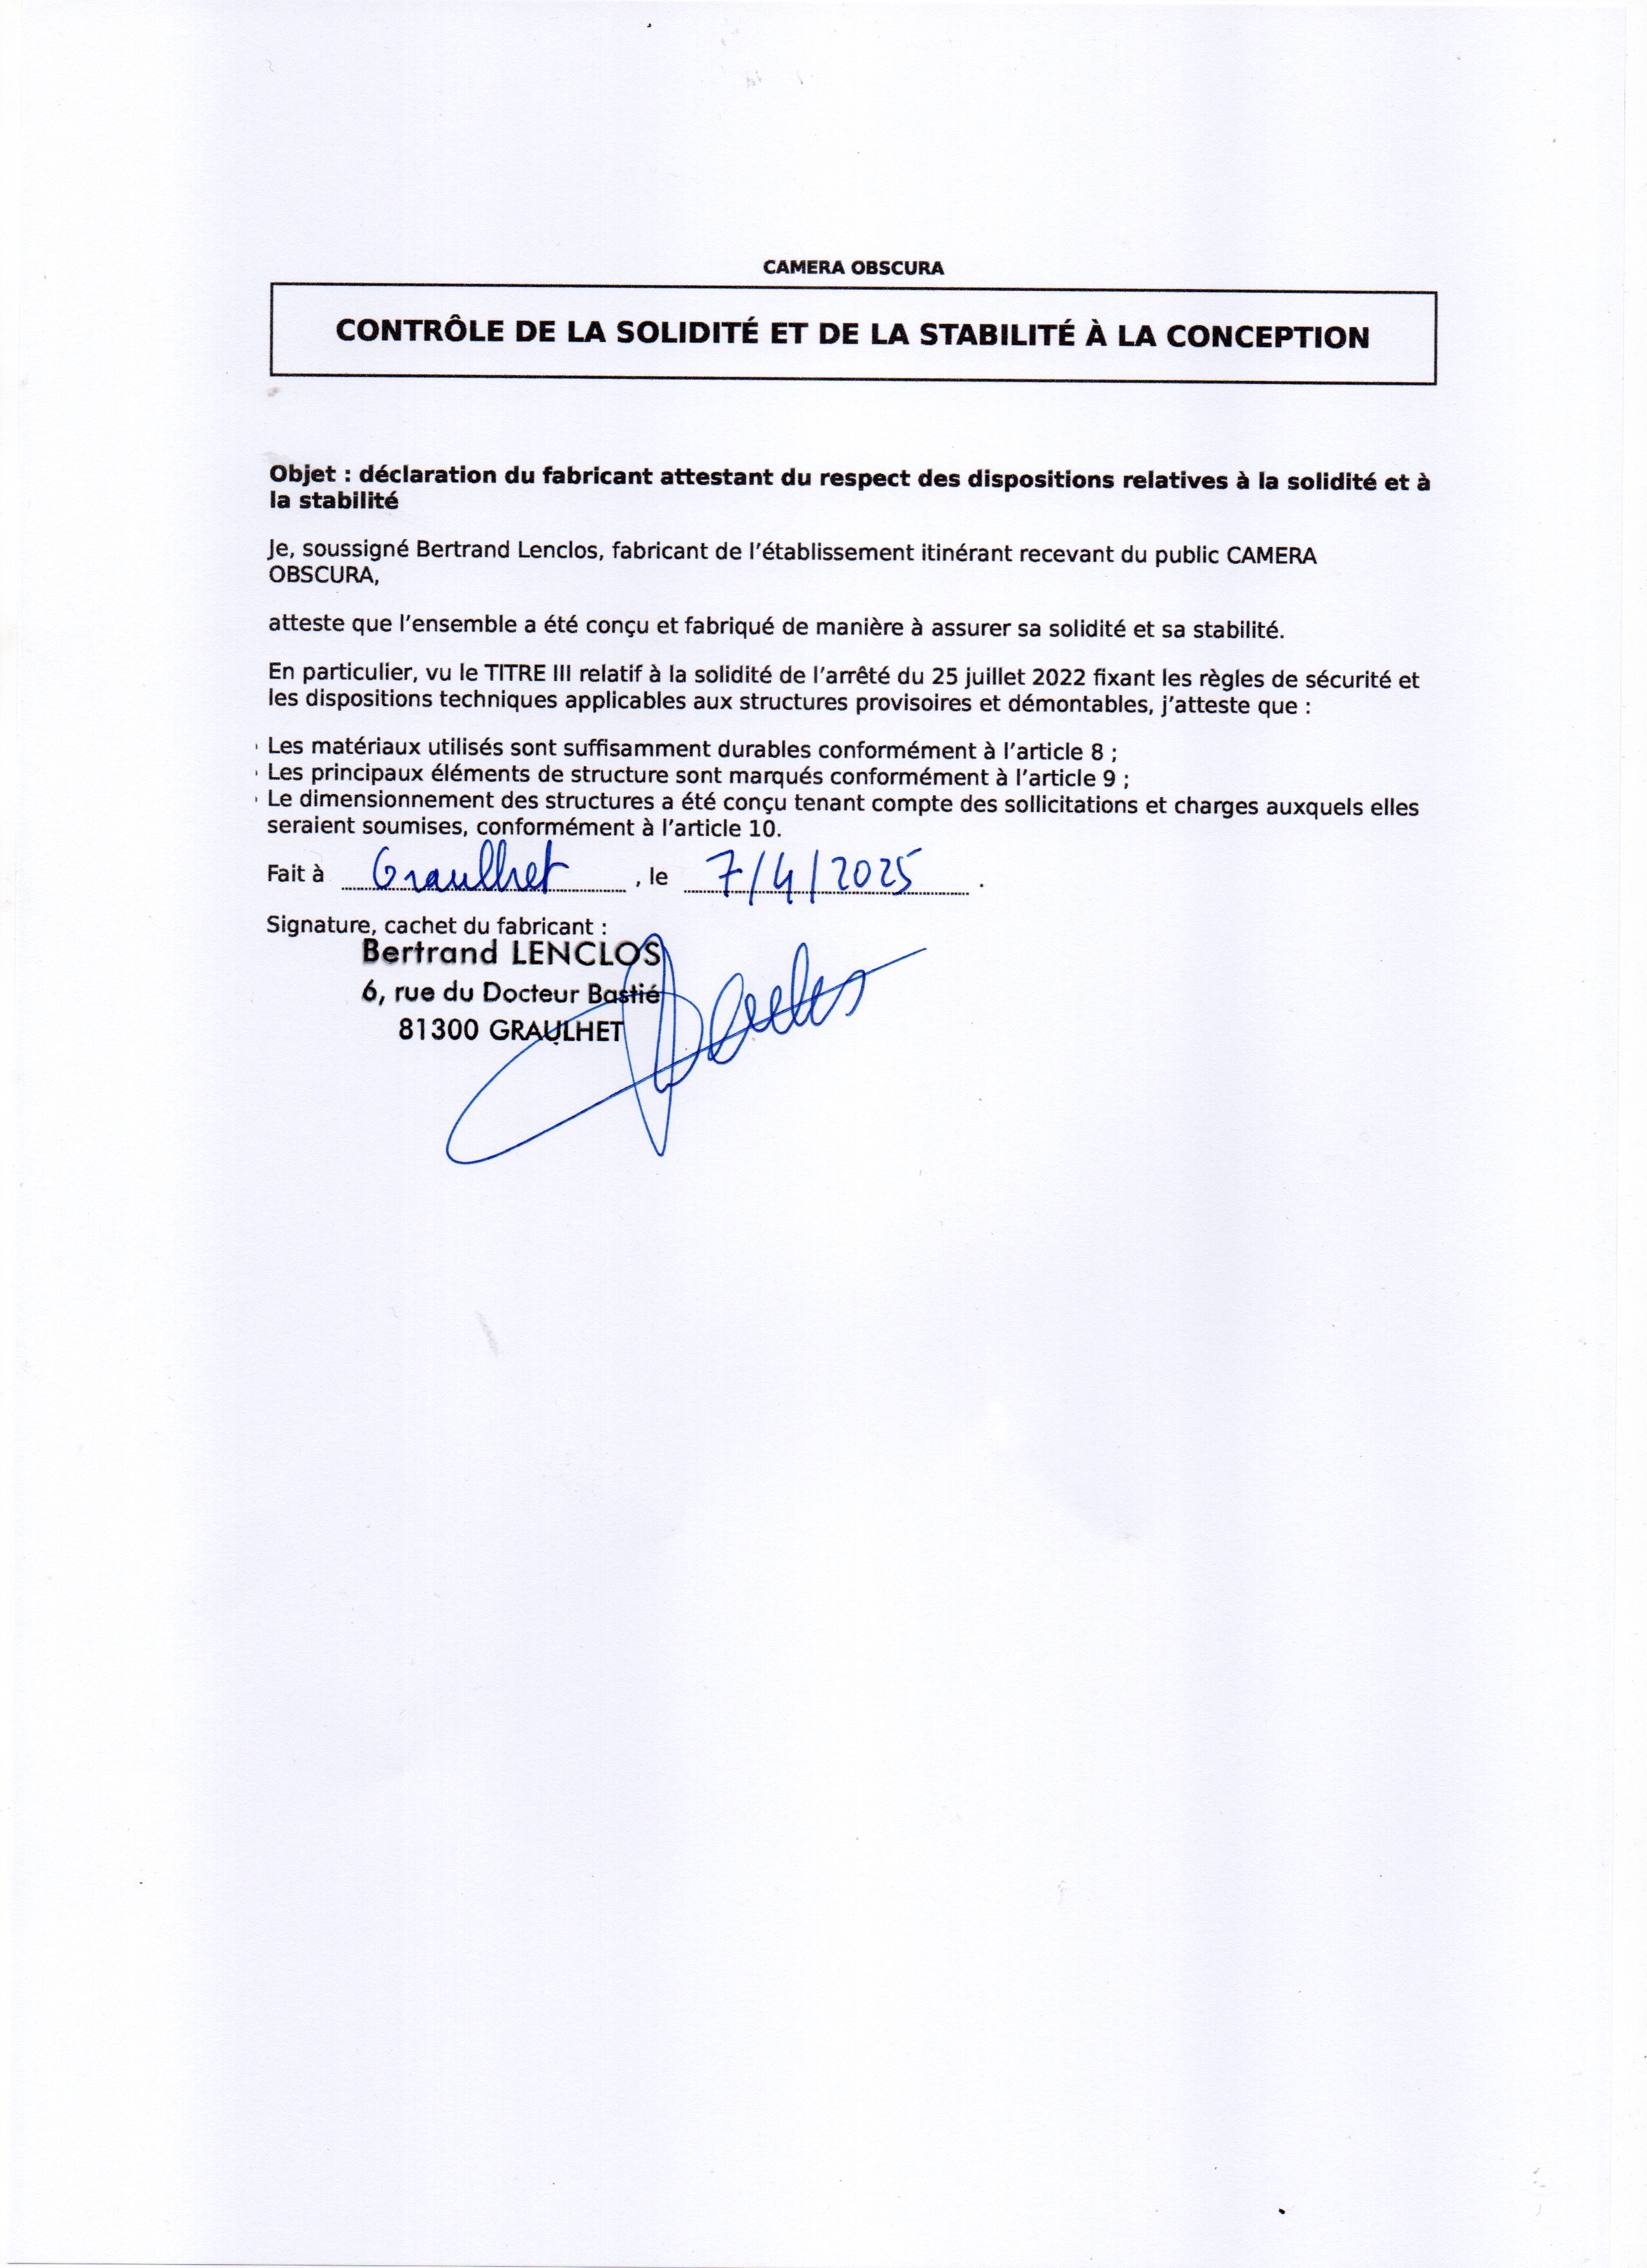 CAMERA OBSCURA
CONTRÔLE DE LA SOLIDITÉ ET DE LA STABILITÉ À LA CONCEPTION
Objet : déclaration du fabricant attestant du respect des dispositions relatives à la solidité et à
la stabilité
Je, soussigné Bertrand Lenclos, fabricant de l’établissement itinérant recevant du public CAMERA
OBSCURA,
atteste que l’ensemble a été conçu et fabriqué de manière à assurer sa solidité et sa stabilité.
En particulier, vu le TITRE III relatif à la solidité de l’arrêté du 25 juillet 2022 fixant les règles de sécurité et
les dispositions techniques applicables aux structures provisoires et démontables, j’atteste que :
Les matériaux utilisés sont suffisamment durables conformément à l’article 8 ;
Les principaux éléments de structure sont marqués conformément à l’article 9 ;
Le dimensionnement des structures a été conçu tenant compte des sollicitations et charges auxquels elles
seraient soumises, conformément à l’article 10.
Fait à Graulhet , le 7/4/2025 .
Signature, cachet du fabricant :
Bertrand LENCLOS
6, rue du Docteur Bastié
81300 GRAULHET